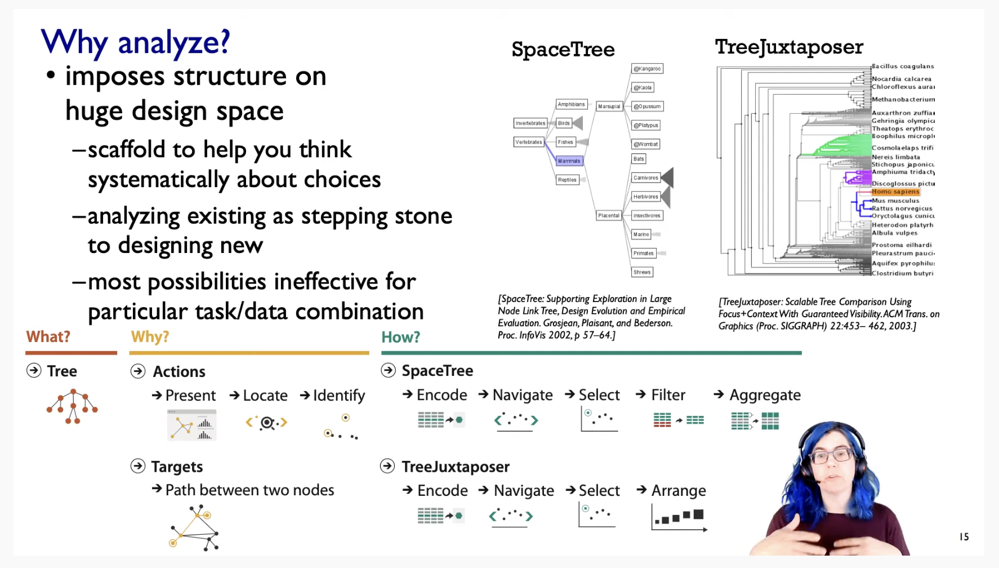 Why analyze?
• imposes structure on
huge design space
–scaffold to help you think
systematically about choices
–analyzing existing as stepping stone
to designing new
–most possibilities ineffective for
particular task/data combination
SpaceTree
@Kangaroo
@Kaola
Amphibians
Marsupial
@Opussum
Invertebrates
Birds
@Platypus
Vertebrates
Fishes
@Wombat
Mammals
Bats
Reptiles
Carnivores
Herbivores
Placental
insectivores
Marine
Primates
Shrews
[SpaceTree: Supporting Exploration in Large
Node Link Tree, Design Evolution and Empirical
Evaluation. Grosjean, Plaisant, and Bederson.
Proc. InfoVis 2002, p 57–64.]
TreeJuxtaposer
Bacillus coagulans
Nocardia calcarea
Chloroflexus aurai
Methanobacterium
Auxarthron zuffiai
Gehringia olympica
Theatops erythroc
Boophilus micropl
Cosmolaelaps trifi
Nereis limbata
Stichopus japonicu
Amphiuma tridacty
Discoglossus pictu
Homo sapiens
Mus musculus
Rattus norvegicus
Oryctolagus cunicu
Heterodon platyrh
Albula vulpes
Prostoma eilhardi
Pleurastrum pauci
Aquifex pyrophilu
Clostridium butyri
[TreeJuxtaposer: Scalable Tree Comparison Using
Focus+Context With Guaranteed Visibility. ACM Trans. on
Graphics (Proc. SIGGRAPH) 22:453– 462, 2003.]
What?
Tree
Why?
Actions
Present Locate Identify
Targets
Path between two nodes
How?
SpaceTree
Encode Navigate Select Filter Aggregate
TreeJuxtaposer
Encode Navigate Select Arrange
15